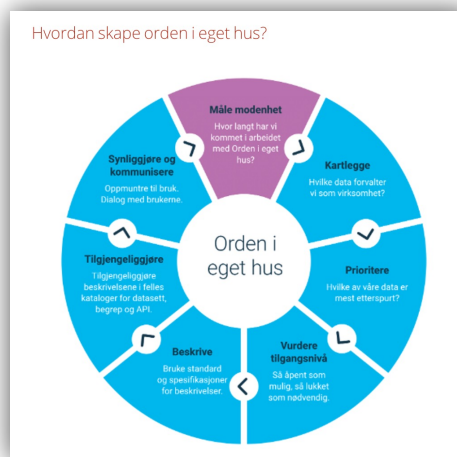 Hvordan skape orden i eget hus?
Måle modenhet
Hvor langt har vi
kommet i arbeidet
med Orden i eget
hus?
Kartlegge
Hvilke data forvalter
vi som virksomhet?
Prioritere
Hvilke av våre data er
mest etterspurt?
Vurdere
tilgangsnivå
Så åpent som
mulig, så lukket
som nødvendig.
Beskrive
Bruke standard
og spesifikasjoner
for beskrivelser.
Tilgjengeliggjøre
Tilgjengeliggjøre
beskrivelsene i felles
kataloger for datasett,
begrep og API.
Synliggjøre og
kommunisere
Oppmuntre til bruk.
Dialog med brukerne.
Orden i
eget hus